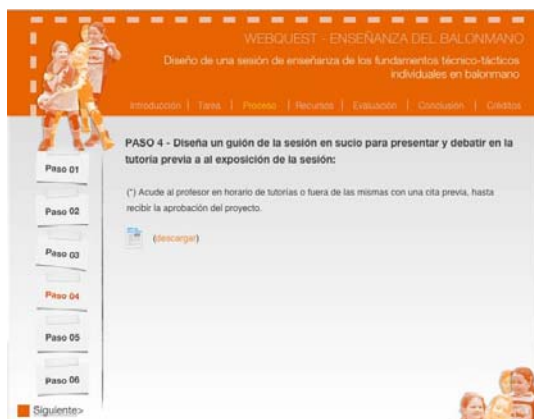 WEBQUEST - ENSEÑANZA DEL BALONMANO
Diseño de una sesión de enseñanza de los fundamentos técnico-tácticos
individuales en balonmano
Introducción | Tarea | Proceso | Recursos | Evaluación | Conclusión | Créditos
PASO 4 - Diseña un guión de la sesión en sucio para presentar y debatir en la
tutoría previa a al exposición de la sesión:
(*) Acude al profesor en horario de tutorías o fuera de las mismas con una cita previa, hasta
recibir la aprobación del proyecto.
(descargar)
Paso 01
Paso 02
Paso 03
Paso 04
Paso 05
Paso 06
Siguiente>